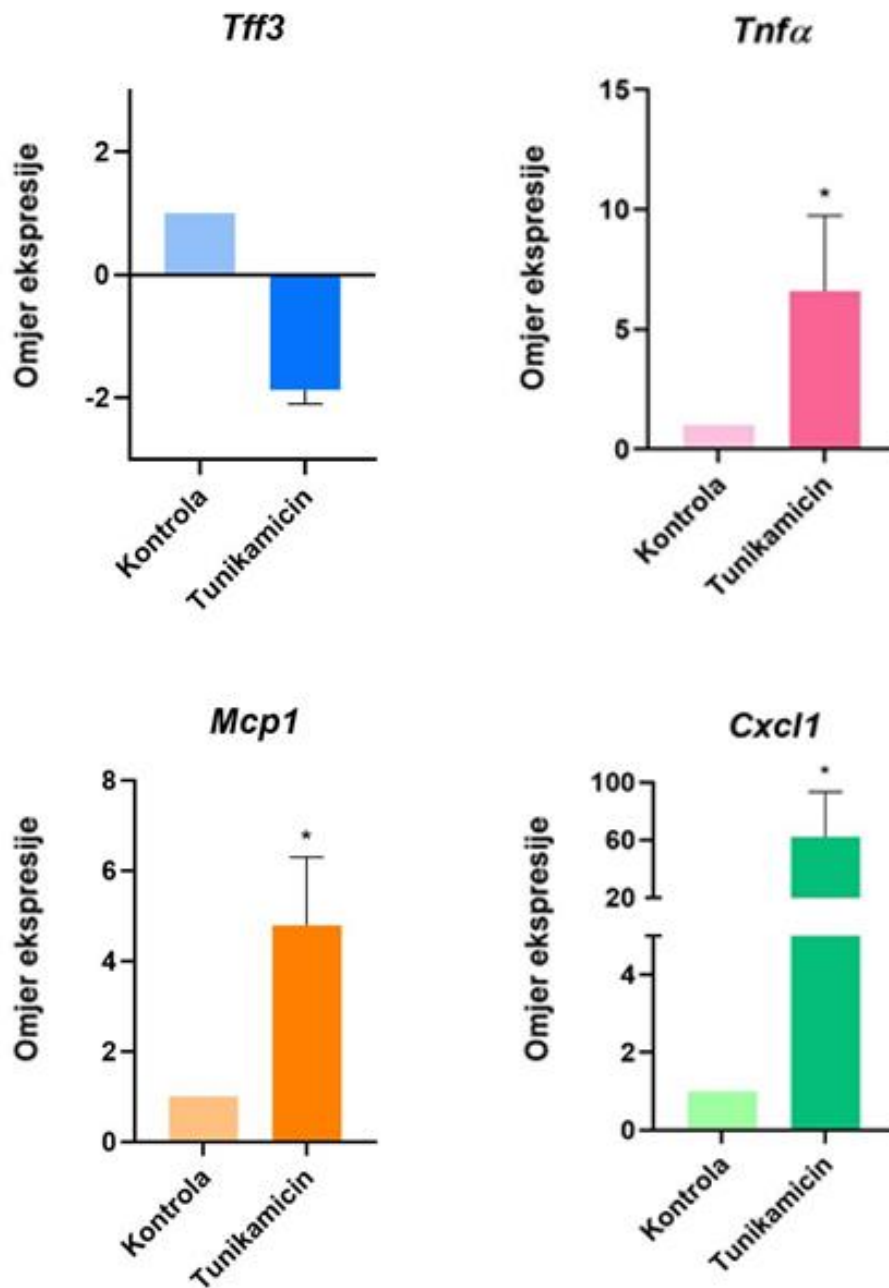 Tff3
Omjer ekspresije
2
0
-2
Kontrola
Tunikamicin
Tnfα
Omjer ekspresije
15
10
5
0
*
Kontrola
Tunikamicin
Mcp1
Omjer ekspresije
8
6
4
2
0
*
Kontrola
Tunikamicin
Cxcl1
Omjer ekspresije
100
60
20
4
2
0
*
Kontrola
Tunikamicin